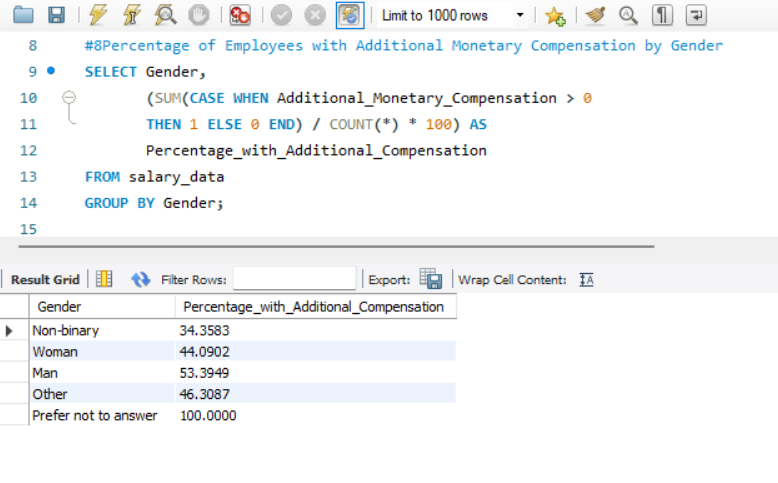 Limit to 1000 rows
8 #8Percentage of Employees with Additional Monetary Compensation by Gender
9 SELECT Gender,
10 (SUM(CASE WHEN Additional_Monetary_Compensation > 0
11 THEN 1 ELSE 0 END) / COUNT(*) * 100) AS
12 Percentage_with_Additional_Compensation
13 FROM salary_data
14 GROUP BY Gender;
15
Result Grid Filter Rows: Export: Wrap Cell Content: IA
Gender Percentage_with_Additional_Compensation
Non-binary 34.3583
Woman 44.0902
Man 53.3949
Other 46.3087
Prefer not to answer 100.0000